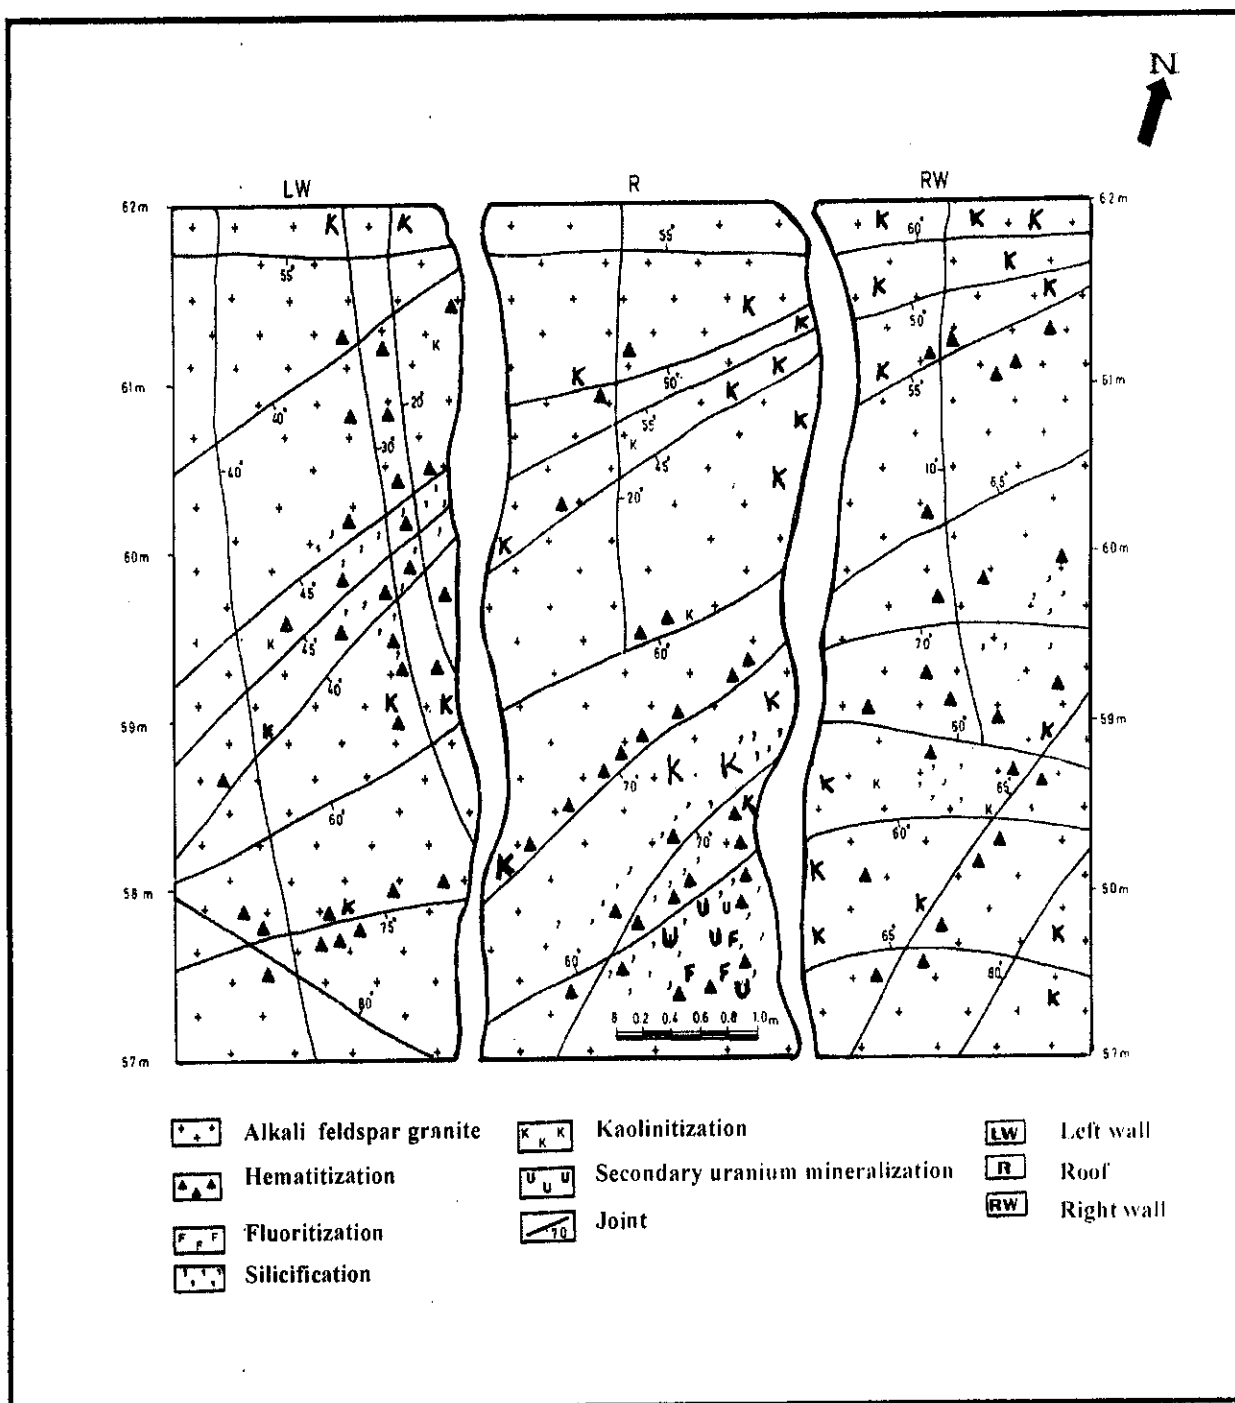 N
LW R RW
62m 62m
K K K K K K
60° 55°
55° K
K K K
50° K
K
61m K K K K 61m
50° 55°
40° 20° 55° K
30° K 45° K
40° 20° 10° 65°
K
60m 60m
45°
K 45° K 60° 70°
40°
K K K
59m K 60° K 59m
K K
70° K K 65°
60° K K
70° 60°
K K
58m 50m
K U U K
75° U U F 65° K
60° F F 80° K
80° U
0 0.2 0.4 0.6 0.8 1.0m
57m 57m
Alkali feldspar granite
K K K Kaolinitization
LW Left wall
Hematitization
U U U Secondary uranium mineralization
R Roof
F F F Fluoritization
70 Joint
RW Right wall
Silicification